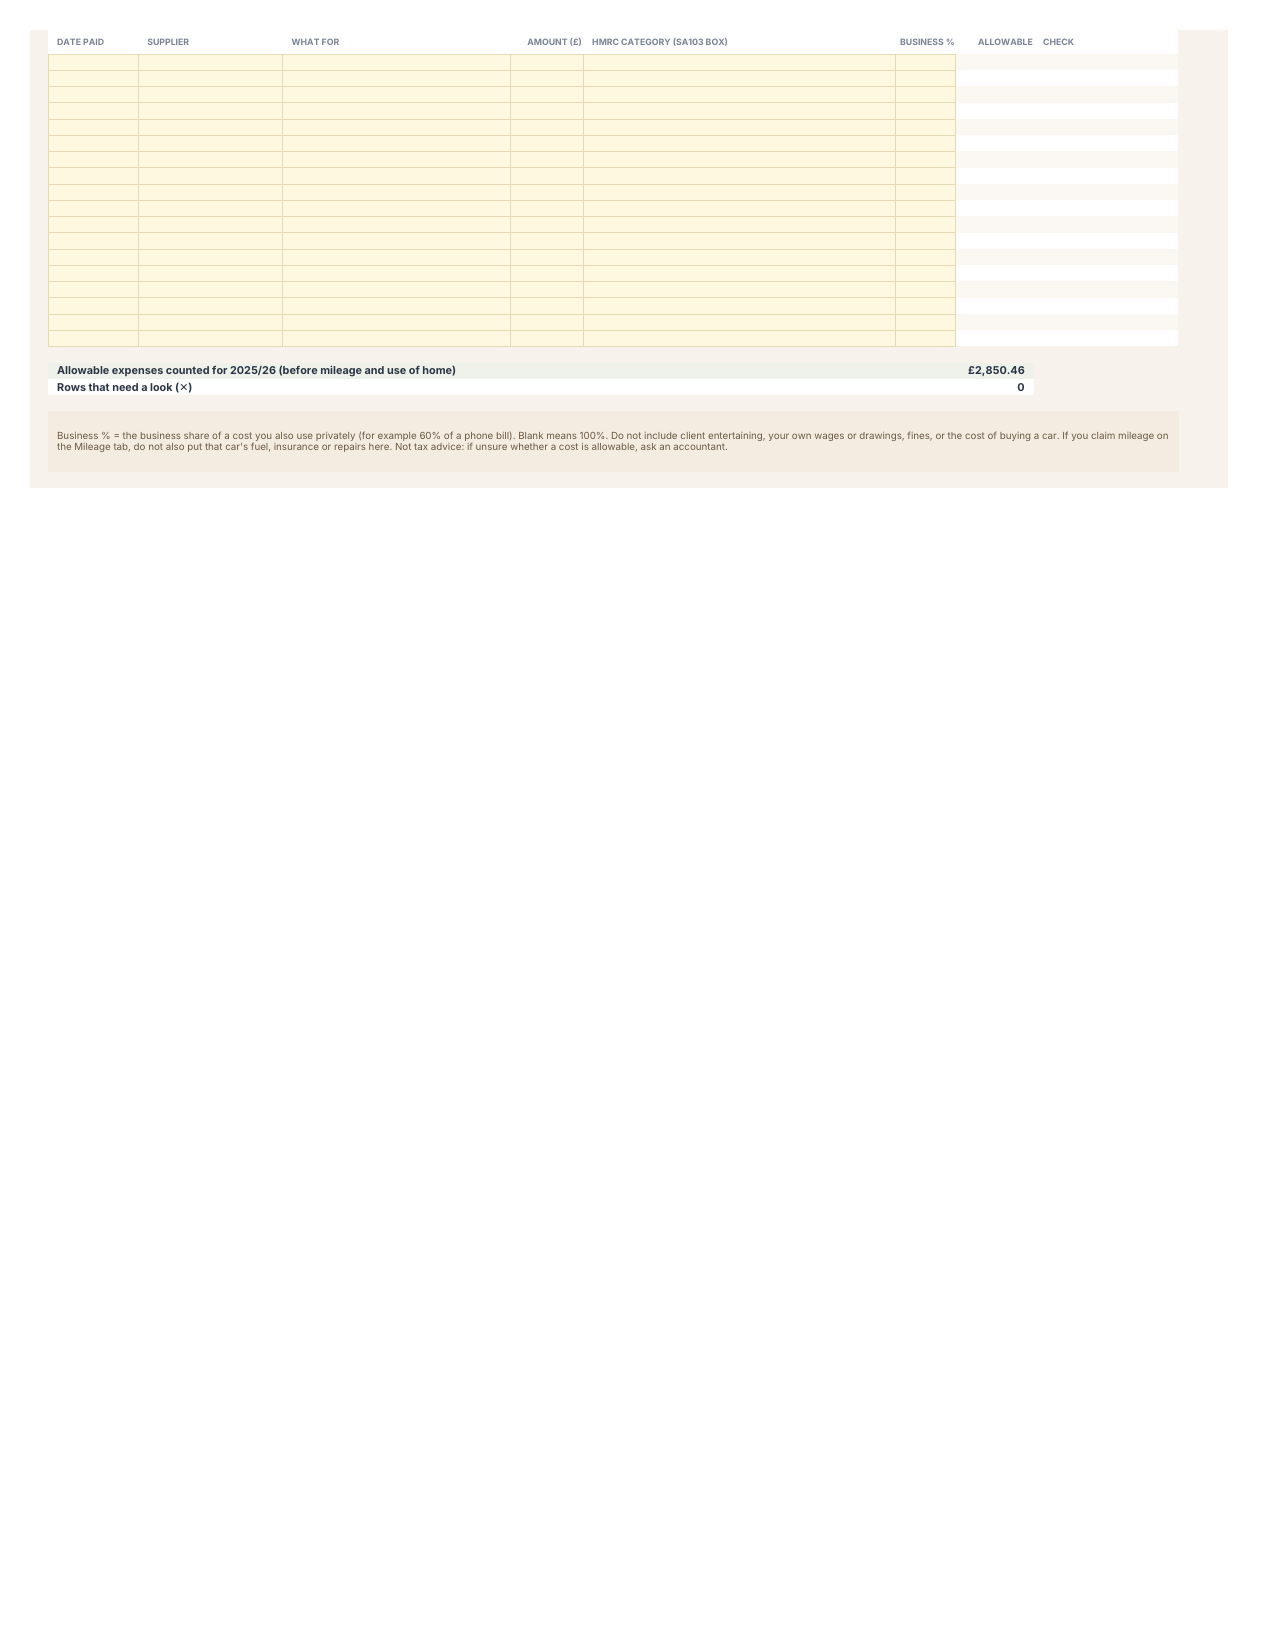 DATE PAID SUPPLIER WHAT FOR AMOUNT (£) HMRC CATEGORY (SA103 BOX) BUSINESS % ALLOWABLE CHECK
Allowable expenses counted for 2025/26 (before mileage and use of home) £2,850.46
Rows that need a look (✕) 0
Business % = the business share of a cost you also use privately (for example 60% of a phone bill). Blank means 100%. Do not include client entertaining, your own wages or drawings, fines, or the cost of buying a car. If you claim mileage on
the Mileage tab, do not also put that car's fuel, insurance or repairs here. Not tax advice: if unsure whether a cost is allowable, ask an accountant.